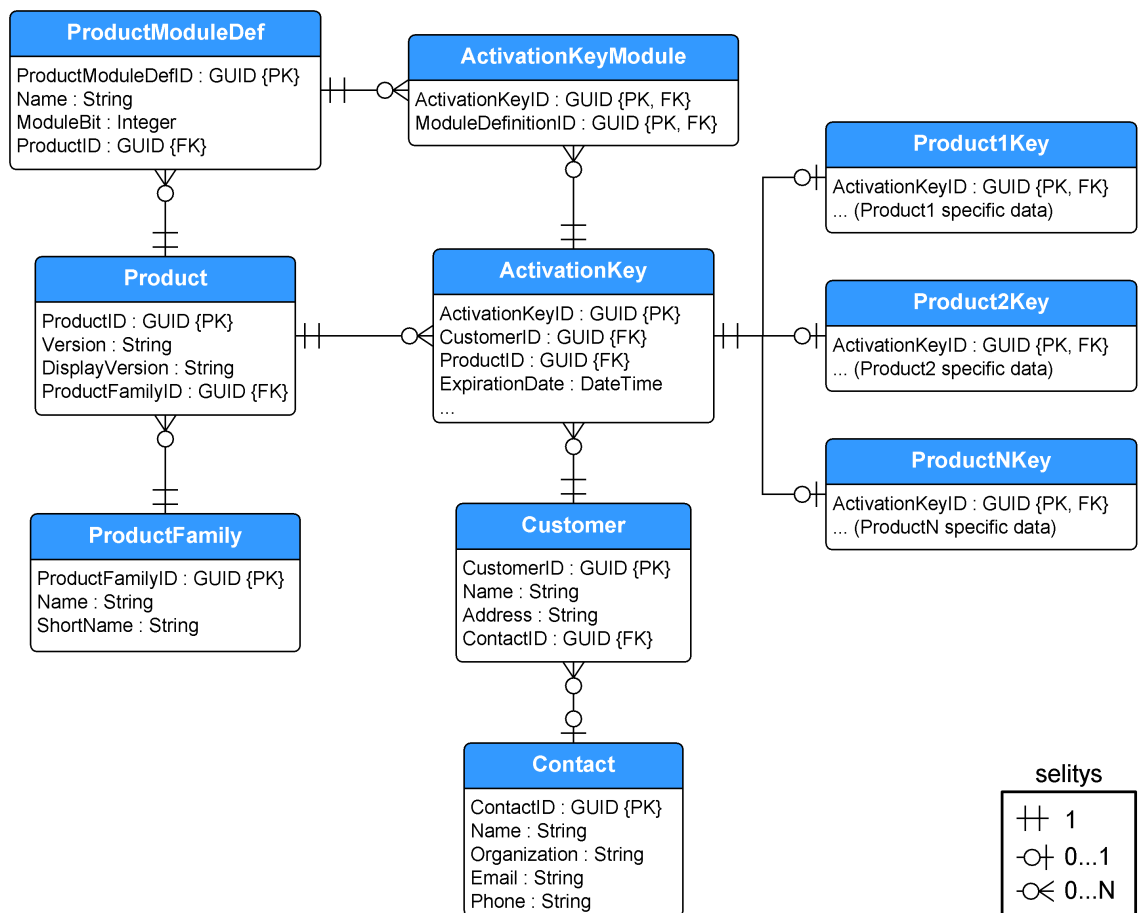 ProductModuleDef
ProductModuleDefID : GUID {PK}
Name : String
ModuleBit : Integer
ProductID : GUID {FK}
ActivationKeyModule
ActivationKeyID : GUID {PK, FK}
ModuleDefinitionID : GUID {PK, FK}
Product1Key
ActivationKeyID : GUID {PK, FK}
... (Product1 specific data)
Product
ProductID : GUID {PK}
Version : String
DisplayVersion : String
ProductFamilyID : GUID {FK}
ActivationKey
ActivationKeyID : GUID {PK}
CustomerID : GUID {FK}
ProductID : GUID {FK}
ExpirationDate : DateTime
...
Product2Key
ActivationKeyID : GUID {PK, FK}
... (Product2 specific data)
ProductNKey
ActivationKeyID : GUID {PK, FK}
... (ProductN specific data)
ProductFamily
ProductFamilyID : GUID {PK}
Name : String
ShortName : String
Customer
CustomerID : GUID {PK}
Name : String
Address : String
ContactID : GUID {FK}
Contact
ContactID : GUID {PK}
Name : String
Organization : String
Email : String
Phone : String
selitys
1
0...1
0...N